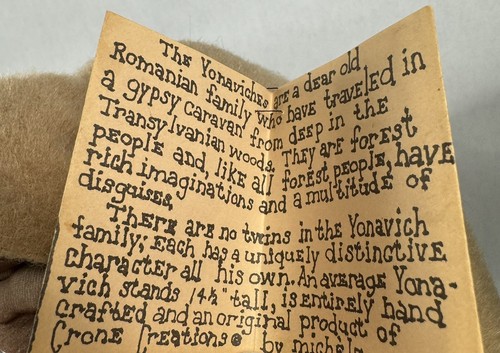 The Yonaviches are a dear old
Romanian family who have traveled in
a gypsy caravan from deep in the
Transylvanian woods. They are forest
people and, like all forest people, have
rich imaginations and a multitude of
disguises.
There are no twins in the Yonavich
family; each has a uniquely distinctive
character all his own. An average Yona-
vich stands 14½" tall, is entirely hand
crafted and an original product of
Crone Creations© by michele